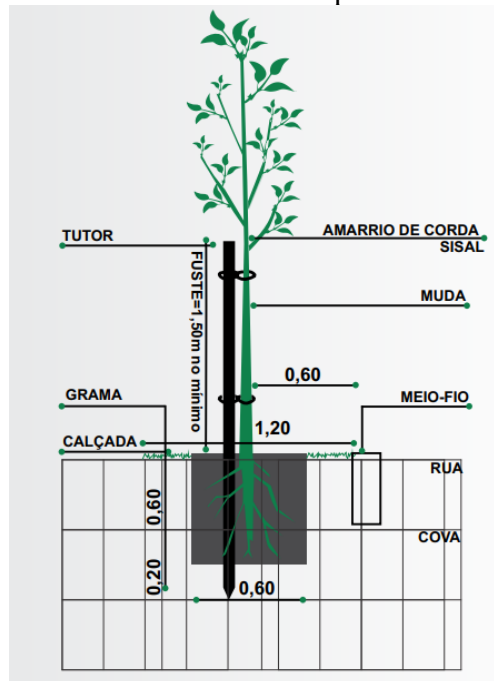 TUTOR
AMARRIO DE CORDA
SISAL
FUSTE=1,50m no mínimo
MUDA
0,60
GRAMA
MEIO-FIO
1,20
CALÇADA
RUA
0,60
COVA
0,20
0,60